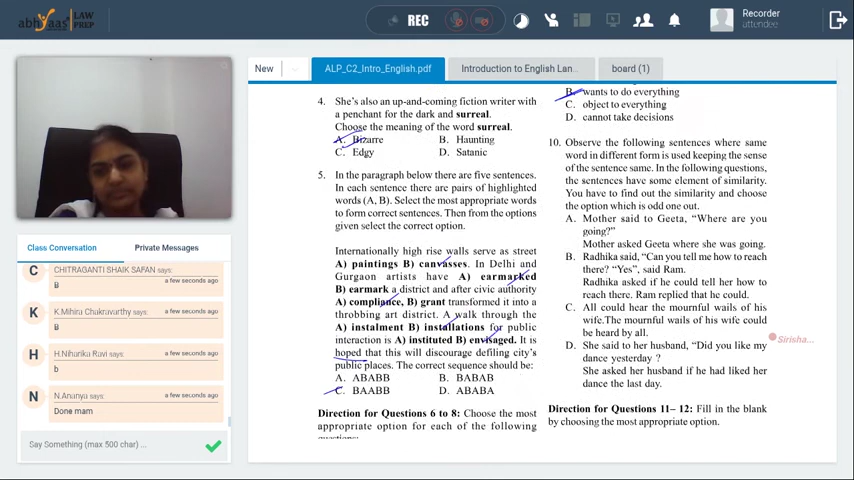 abhyaas LAW PREP
REC
Recorder
attendee
New
ALP_C2_Intro_English.pdf
Introduction to English Lan...
board (1)
4. She's also an up-and-coming fiction writer with
a penchant for the dark and surreal.
Choose the meaning of the word surreal.
A. Bizarre B. Haunting
C. Edgy D. Satanic
5. In the paragraph below there are five sentences.
In each sentence there are pairs of highlighted
words (A, B). Select the most appropriate words
to form correct sentences. Then from the options
given select the correct option.
Internationally high rise walls serve as street
A) paintings B) canvasses. In Delhi and
Gurgaon artists have A) earmarked
B) earmark a district and after civic authority
A) compliance, B) grant transformed it into a
throbbing art district. A walk through the
A) instalment B) installations for public
interaction is A) instituted B) envisaged. It is
hoped that this will discourage defiling city's
public places. The correct sequence should be:
A. ABABB B. BABAB
C. BAABB D. ABABA
Direction for Questions 6 to 8: Choose the most
appropriate option for each of the following
questions:
B. wants to do everything
C. object to everything
D. cannot take decisions
10. Observe the following sentences where same
word in different form is used keeping the sense
of the sentence same. In the following questions,
the sentences have some element of similarity.
You have to find out the similarity and choose
the option which is odd one out.
A. Mother said to Geeta, "Where are you
going?"
Mother asked Geeta where she was going.
B. Radhika said, "Can you tell me how to reach
there? "Yes", said Ram.
Radhika asked if he could tell her how to
reach there. Ram replied that he could.
C. All could hear the mournful wails of his
wife.The mournful wails of his wife could
be heard by all.
D. She said to her husband, "Did you like my
dance yesterday ?
She asked her husband if he had liked her
dance the last day.
Direction for Questions 11– 12: Fill in the blank
by choosing the most appropriate option.
Sirisha...
Class Conversation
Private Messages
C CHITRAGANTI SHAIK SAFAN says:
B a few seconds ago
K K.Mihira Chakravarthy says:
B a few seconds ago
H H.Niharika Ravi says: a few seconds ago
b
N N.Ananya says: a few seconds ago
Done mam
Say Something (max 500 char) ...